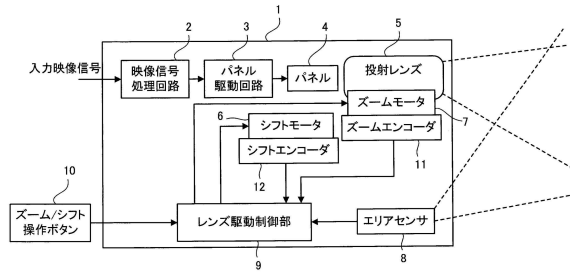 1
2
3
4
5
入力映像信号
映像信号
処理回路
パネル
駆動回路
パネル
投射レンズ
6
シフトモータ
シフトエンコーダ
12
ズームモータ
7
ズームエンコーダ
11
10
ズーム/シフト
操作ボタン
レンズ駆動制御部
9
エリアセンサ
8